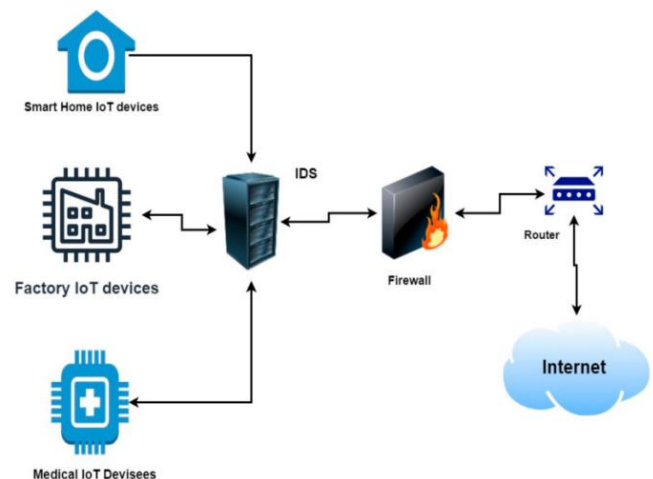 Smart Home IoT devices
IDS
Factory IoT devices
Firewall
Router
Internet
Medical IoT Devisees